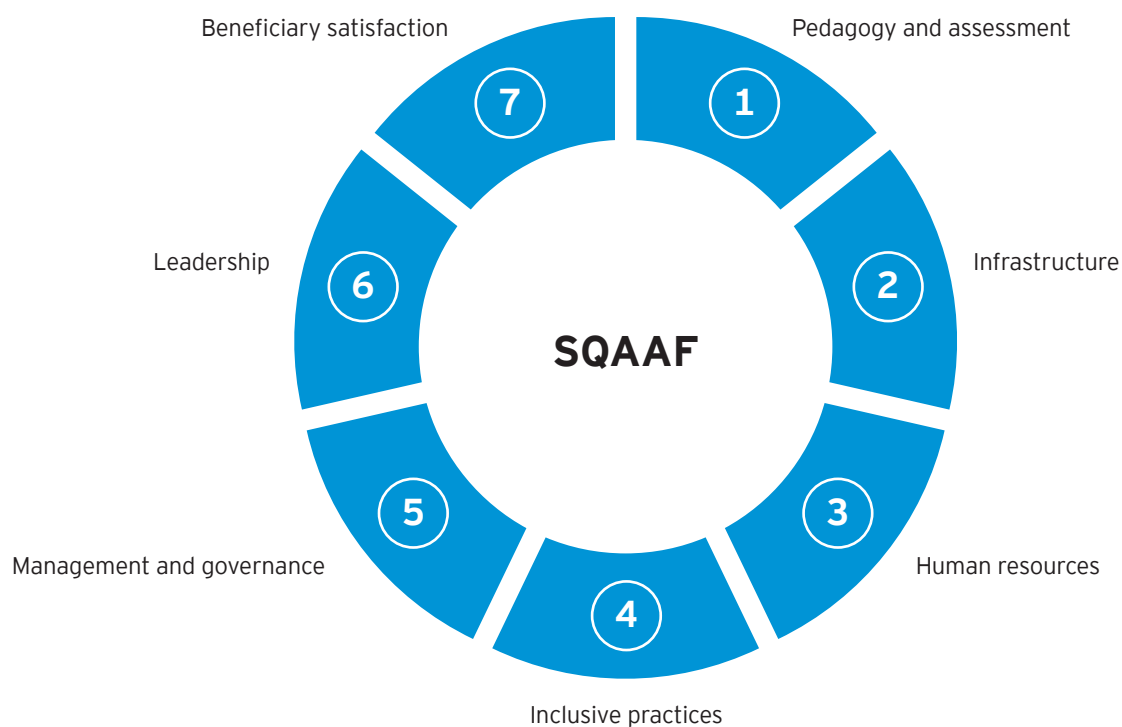 Beneficiary satisfaction
Pedagogy and assessment
7
1
Leadership
6
2
Infrastructure
SQAAF
5
3
Management and governance
Human resources
4
Inclusive practices